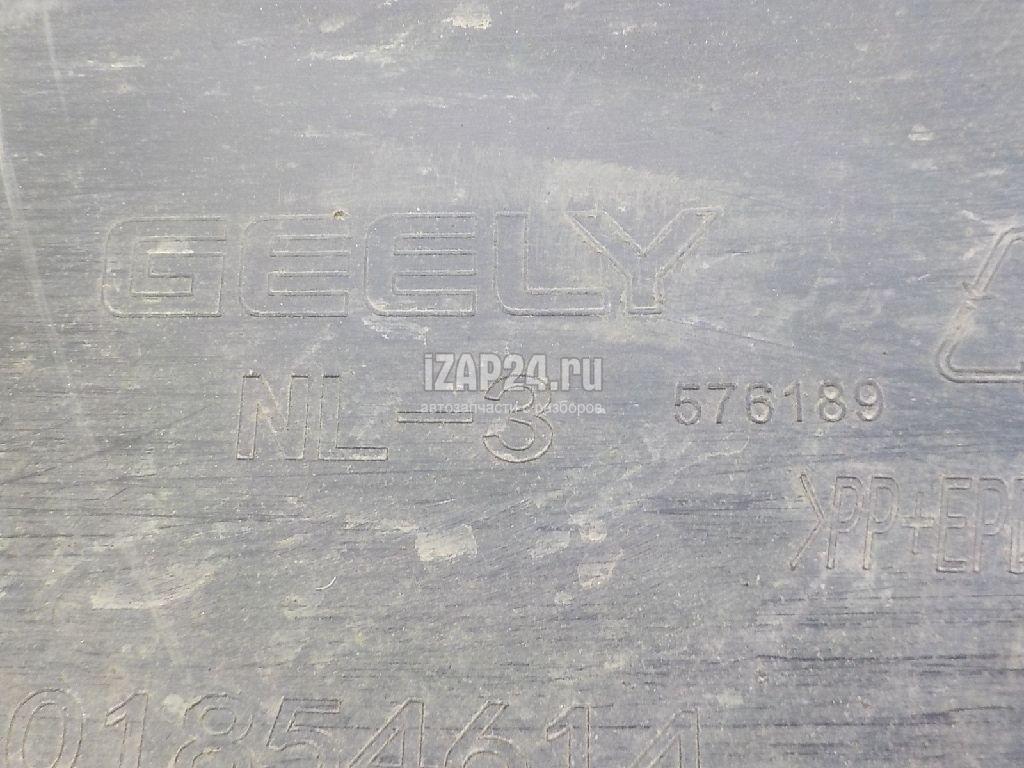 GEELY
iZAP24.ru
автозапчасти с разборов
NL-3 576189
>PP+EP
01854614